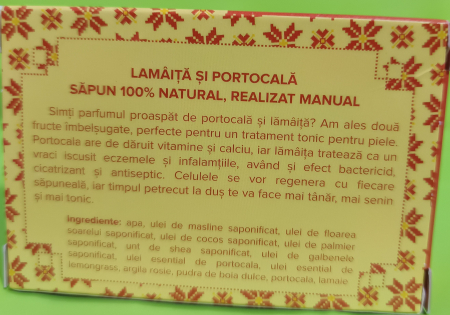 LAMÂIȚĂ ȘI PORTOCALĂ
SĂPUN 100% NATURAL, REALIZAT MANUAL
Simți parfumul proaspăt de portocală și lămâiță? Am ales două
fructe îmbelșugate, perfecte pentru un tratament tonic pentru piele.
Portocala are de dăruit vitamine și calciu, iar lămâița tratează ca un
vraci iscusit eczemele și infalamțiile, având și efect bactericid,
cicatrizant și antiseptic. Celulele se vor regenera cu fiecare
săpuneală, iar timpul petrecut la duș te va face mai tânăr, mai senin
și mai tonic.
Ingrediente: apa, ulei de masline saponificat, ulei de floarea
soarelui saponificat, ulei de cocos saponificat, ulei de palmier
saponificat, unt de shea saponificat, ulei de galbenele
saponificat, ulei esential de portocala, ulei esential de
lemongrass, argila rosie, pudra de boia dulce, portocala, lamaie